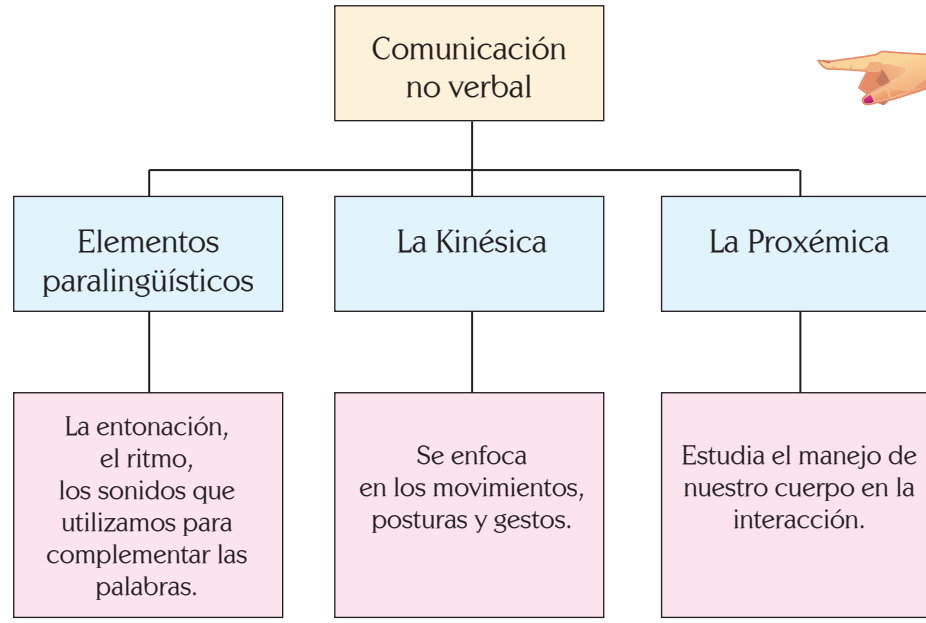 Comunicación
no verbal
Elementos
paralingüísticos
La Kinésica
La Proxémica
La entonación,
el ritmo,
los sonidos que
utilizamos para
complementar las
palabras.
Se enfoca
en los movimientos,
posturas y gestos.
Estudia el manejo de
nuestro cuerpo en la
interacción.